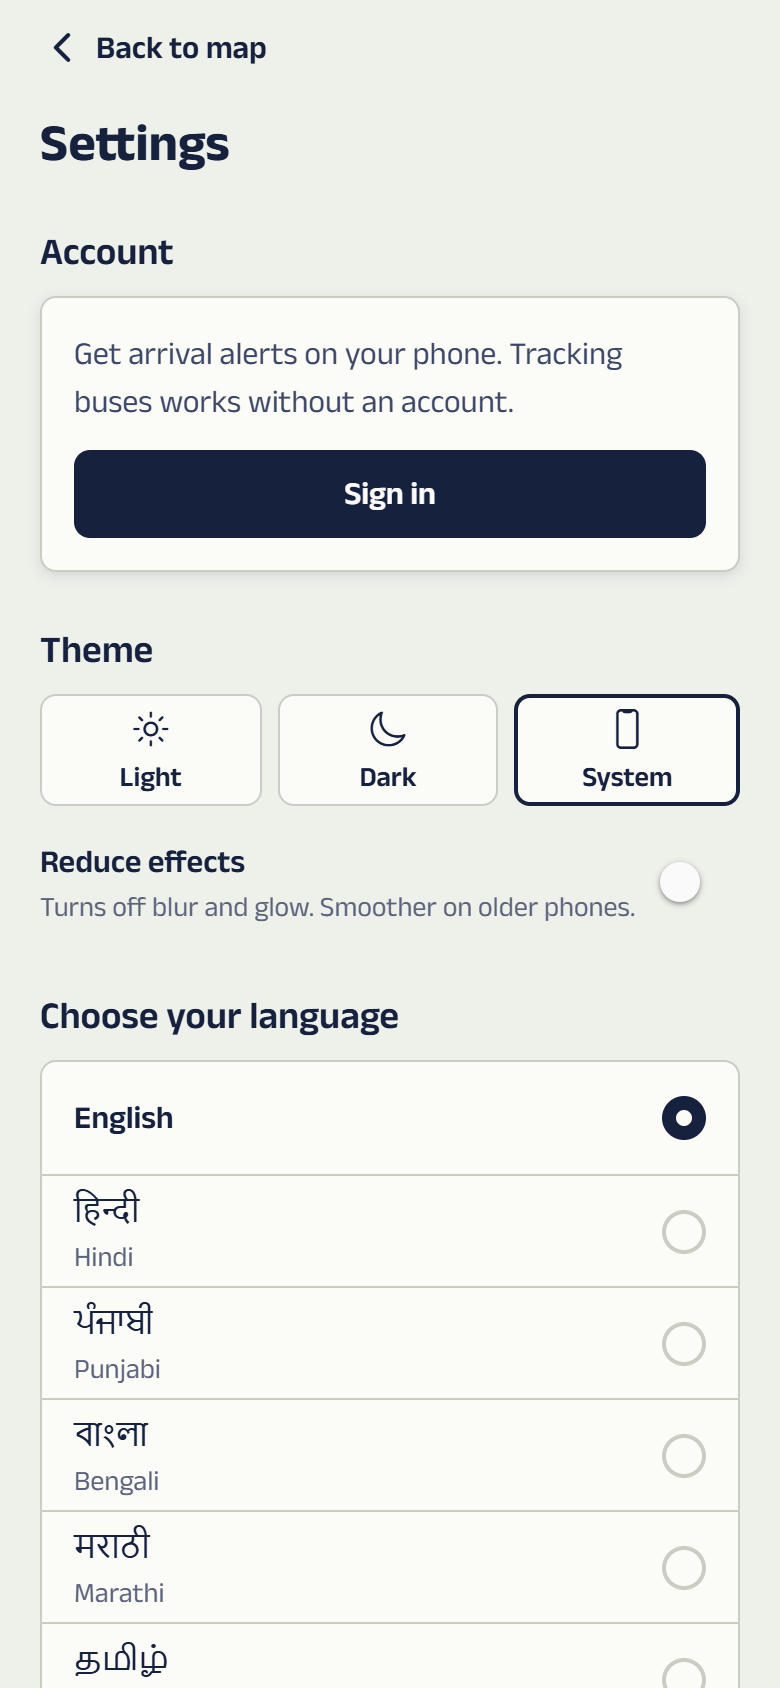 Back to map
Settings
Account
Get arrival alerts on your phone. Tracking
buses works without an account.
Sign in
Theme
Light
Dark
System
Reduce effects
Turns off blur and glow. Smoother on older phones.
Choose your language
English
हिन्दी
Hindi
ਪੰਜਾਬੀ
Punjabi
বাংলা
Bengali
मराठी
Marathi
தமிழ்